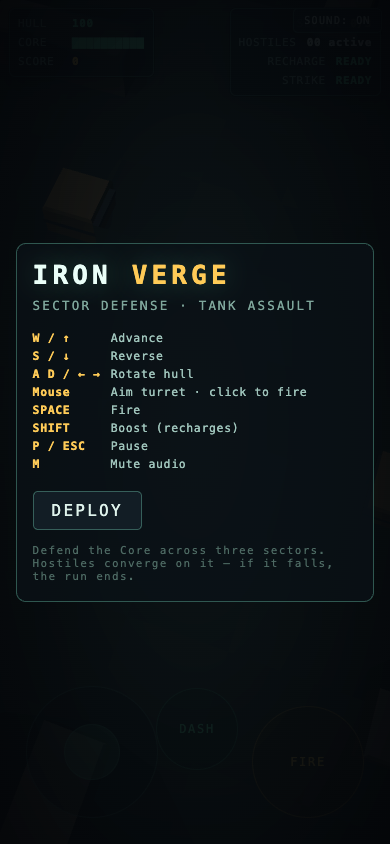 HULL 100
SOUND: ON
CORE
HOSTILES 00 active
SCORE 0
RECHARGE READY
STRIKE READY
IRON VERGE
SECTOR DEFENSE · TANK ASSAULT
W / ↑ Advance
S / ↓ Reverse
A D / ← → Rotate hull
Mouse Aim turret · click to fire
SPACE Fire
SHIFT Boost (recharges)
P / ESC Pause
M Mute audio
DEPLOY
Defend the Core across three sectors.
Hostiles converge on it — if it falls,
the run ends.
DASH
FIRE